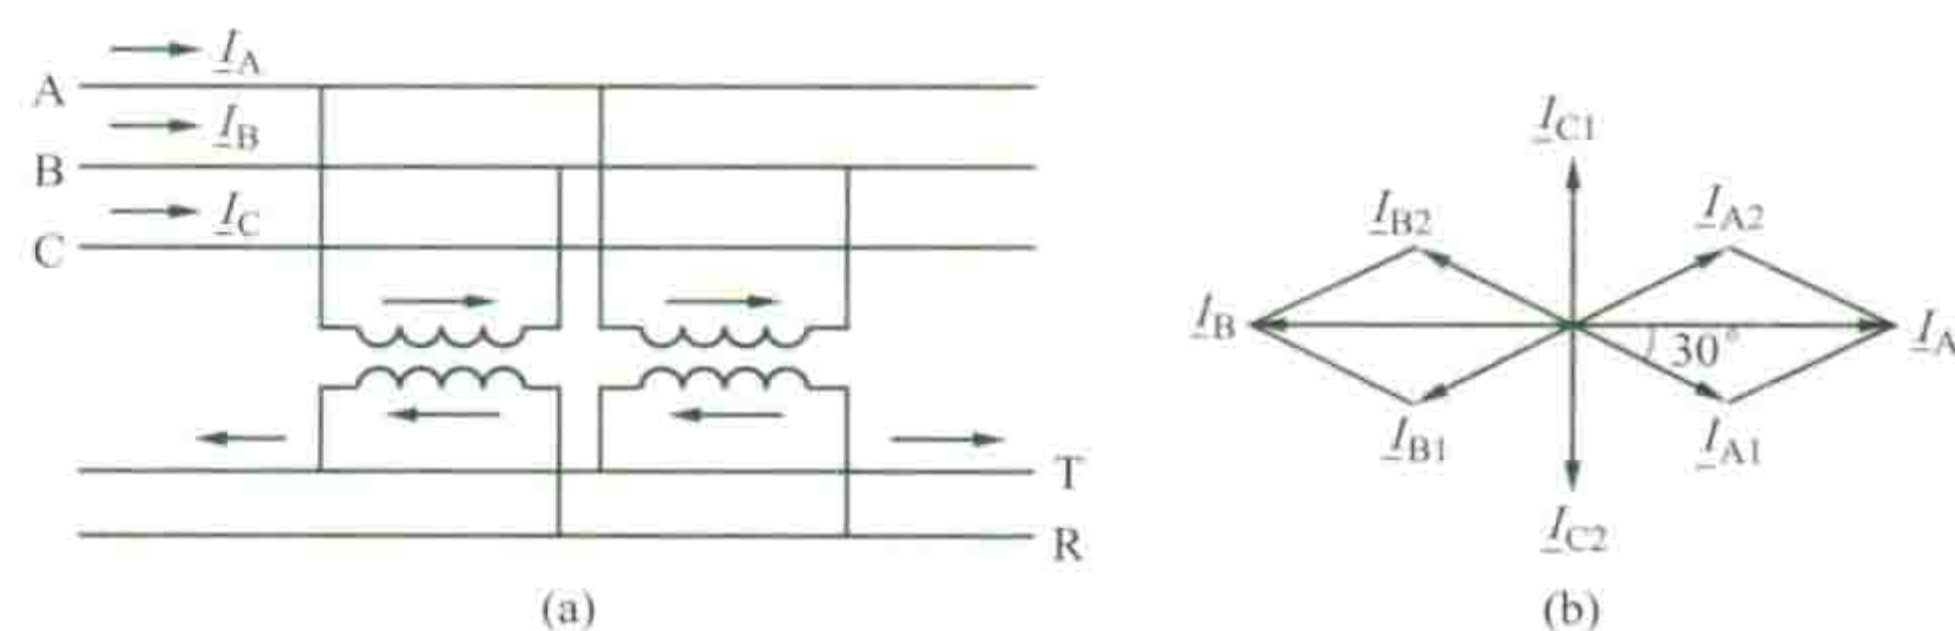 I_A
A
I_B
B
I_C
C
T
R
(a)
I_C1
I_B2
I_A2
I_B
30°
I_A
I_B1
I_A1
I_C2
(b)